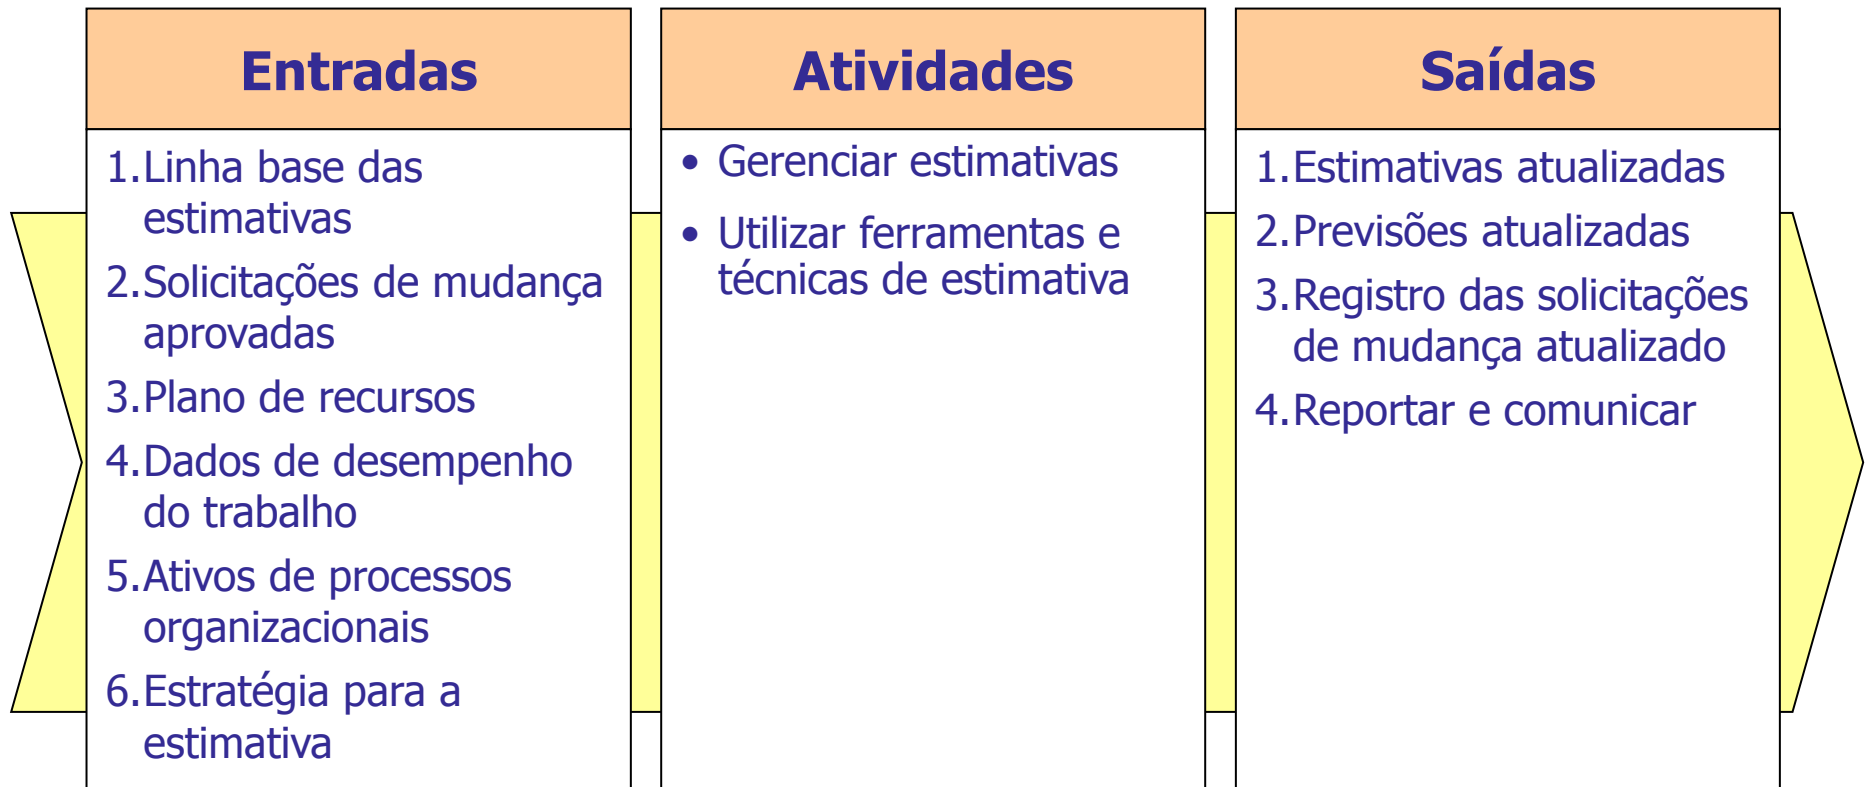 Entradas
1.Linha base das
estimativas
2.Solicitações de mudança
aprovadas
3.Plano de recursos
4.Dados de desempenho
do trabalho
5.Ativos de processos
organizacionais
6.Estratégia para a
estimativa
Atividades
• Gerenciar estimativas
• Utilizar ferramentas e
técnicas de estimativa
Saídas
1.Estimativas atualizadas
2.Previsões atualizadas
3.Registro das solicitações
de mudança atualizado
4.Reportar e comunicar